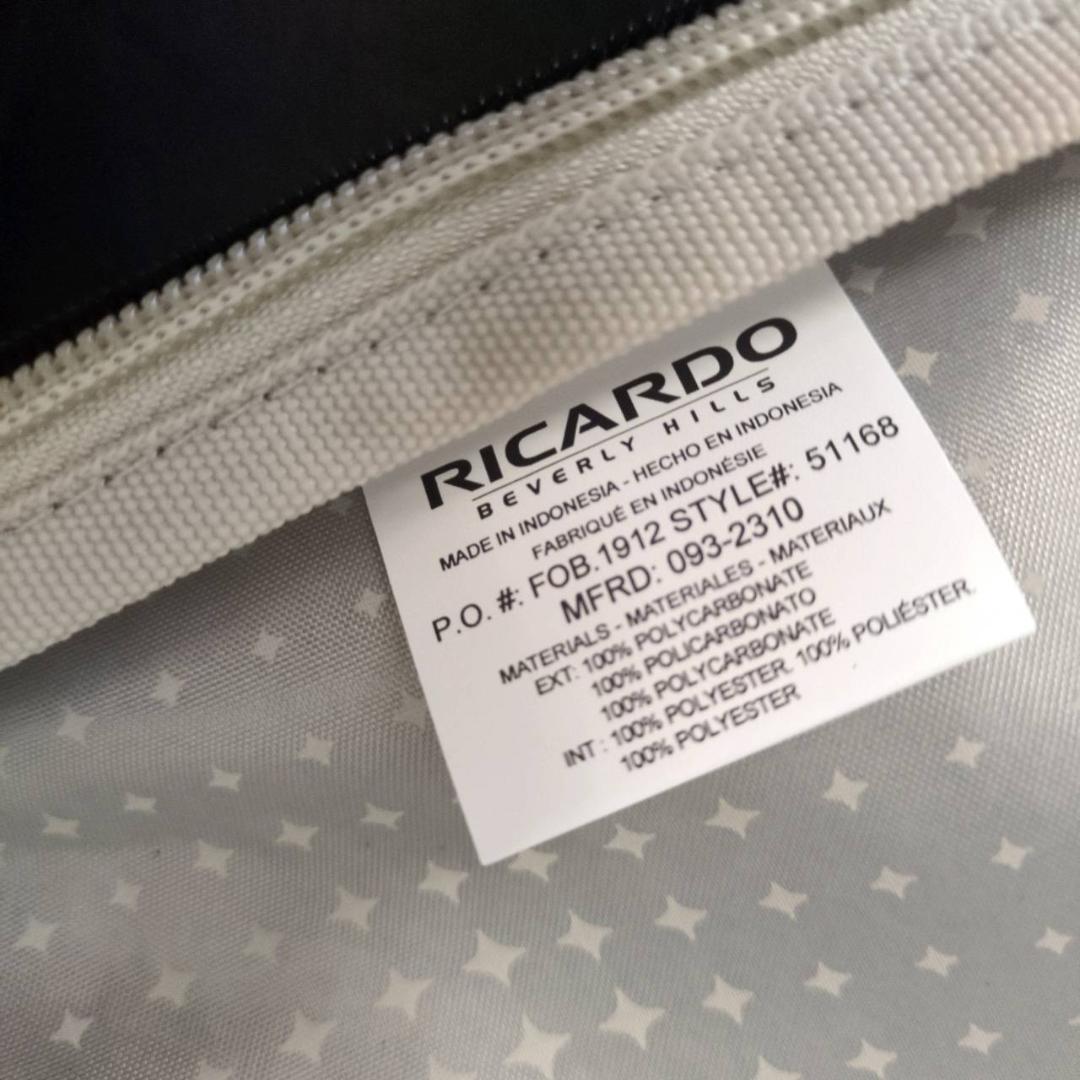 RICARDO
BEVERLY HILLS
MADE IN INDONESIA - HECHO EN INDONESIA
FABRIQUÉ EN INDONÉSIE
P.O. #: FOB.1912 STYLE#: 51168
MFRD: 093-2310
MATERIALS - MATERIALES - MATERIAUX
EXT: 100% POLYCARBONATE
100% POLICARBONATO
100% POLYCARBONATE
INT : 100% POLYESTER. 100% POLIÉSTER.
100% POLYESTER